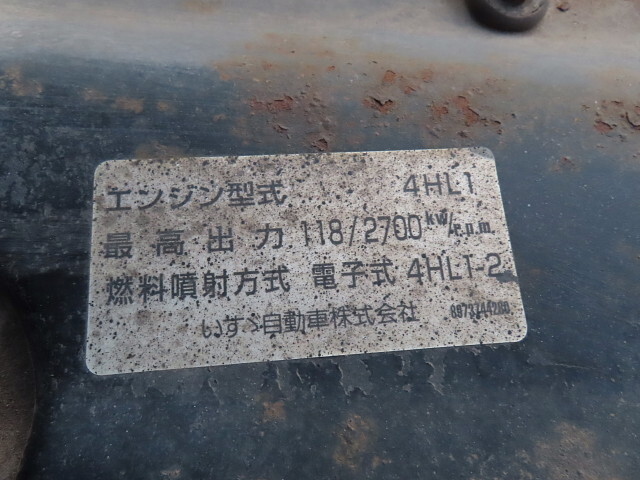 エンジン型式 4HL1
最高出力 118/2700 kW/r.p.m.
燃料噴射方式 電子式 4HL1-2
いすゞ自動車株式会社